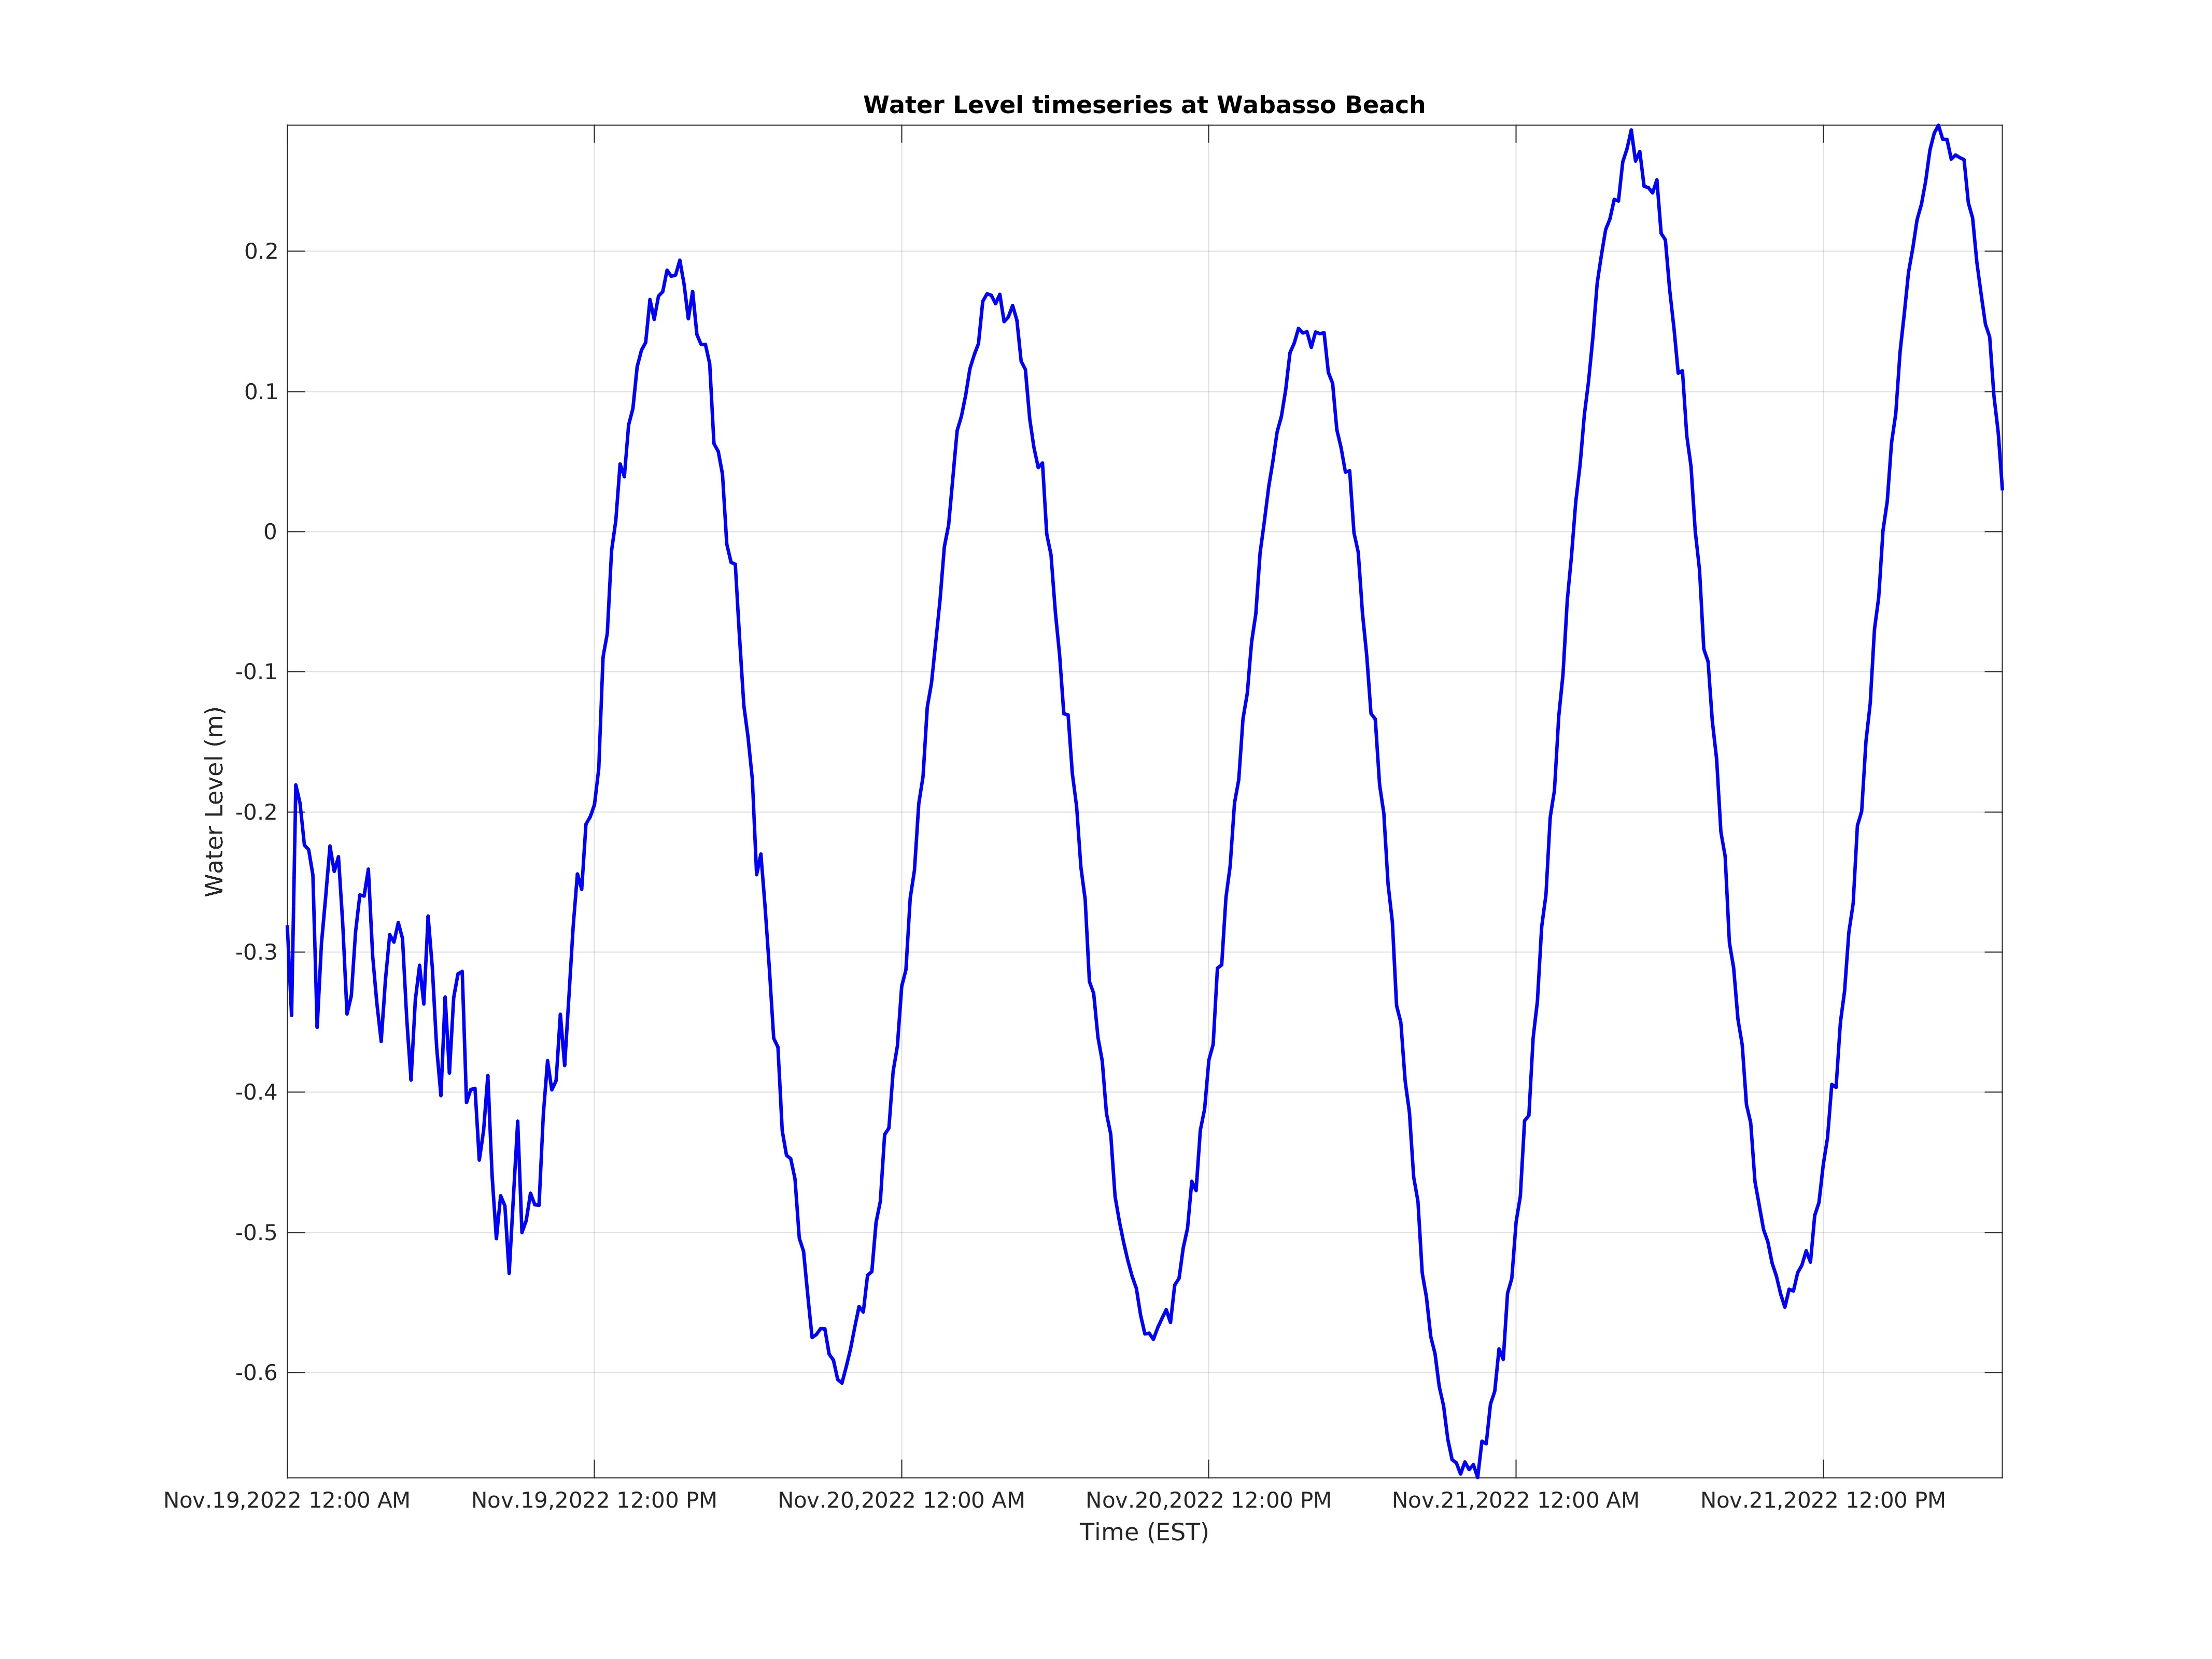 Water Level timeseries at Wabasso Beach
0.2
0.1
0
-0.1
-0.2
-0.3
-0.4
-0.5
-0.6
Water Level (m)
Nov.19,2022 12:00 AM
Nov.19,2022 12:00 PM
Nov.20,2022 12:00 AM
Nov.20,2022 12:00 PM
Nov.21,2022 12:00 AM
Nov.21,2022 12:00 PM
Time (EST)